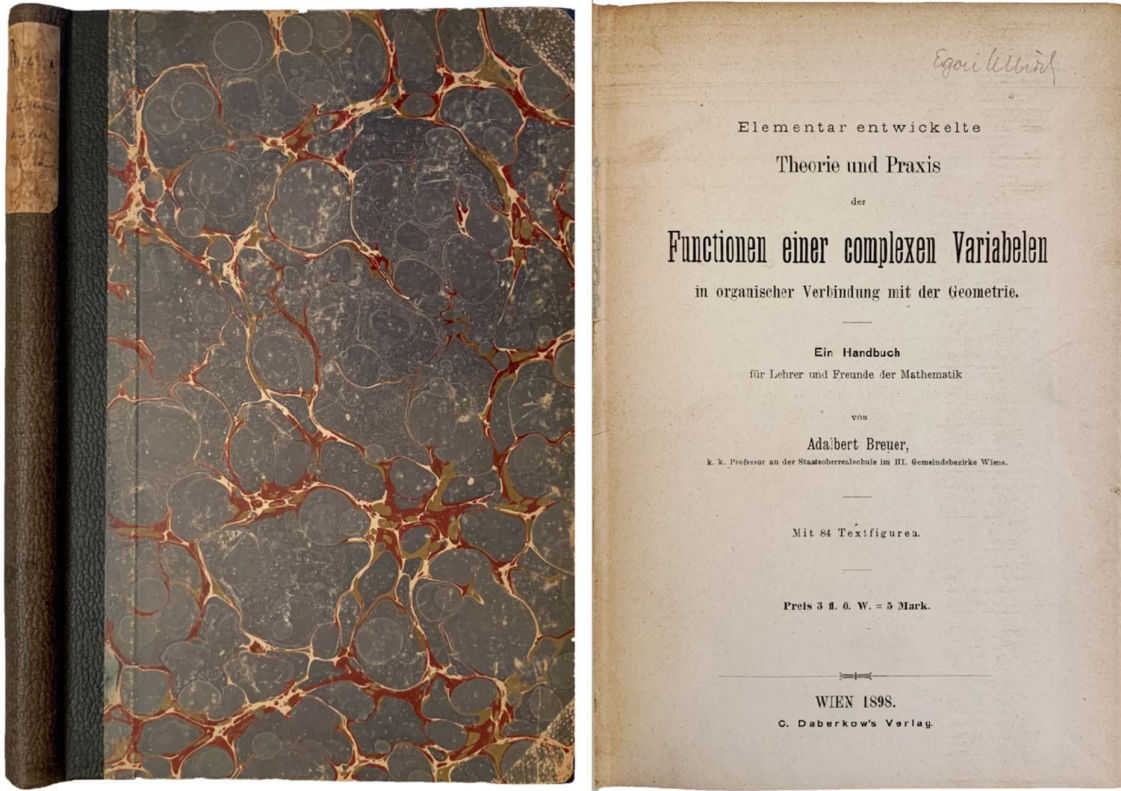 Egon Ullrich
Elementar entwickelte
Theorie und Praxis
der
Functionen einer complexen Variabelen
in organischer Verbindung mit der Geometrie.
Ein Handbuch
für Lehrer und Freunde der Mathematik
von
Adalbert Breuer,
k. k. Professor an der Staatsoberrealschule im III. Gemeindebezirke Wiens.
Mit 84 Textfiguren.
Preis 3 fl. ö. W. = 5 Mark.
WIEN 1898.
C. Daberkow's Verlag.